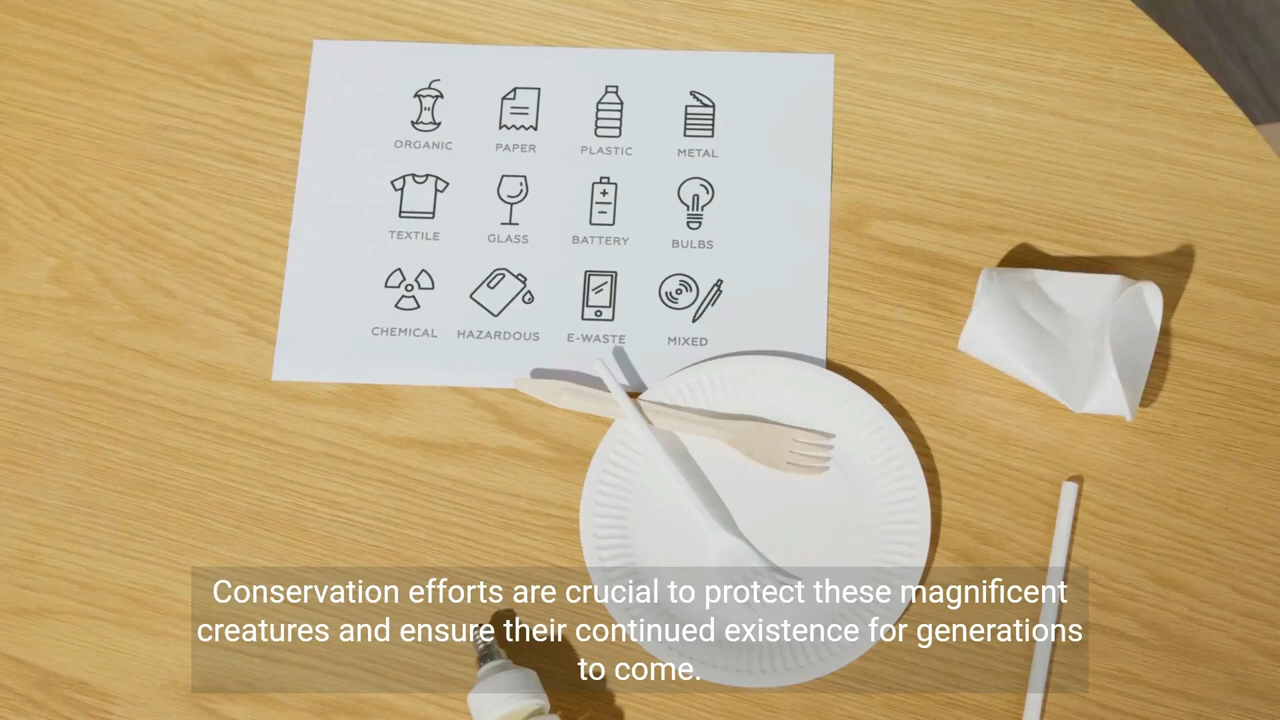 ORGANIC PAPER PLASTIC METAL
TEXTILE GLASS BATTERY BULBS
CHEMICAL HAZARDOUS E-WASTE MIXED
Conservation efforts are crucial to protect these magnificent
creatures and ensure their continued existence for generations
to come.